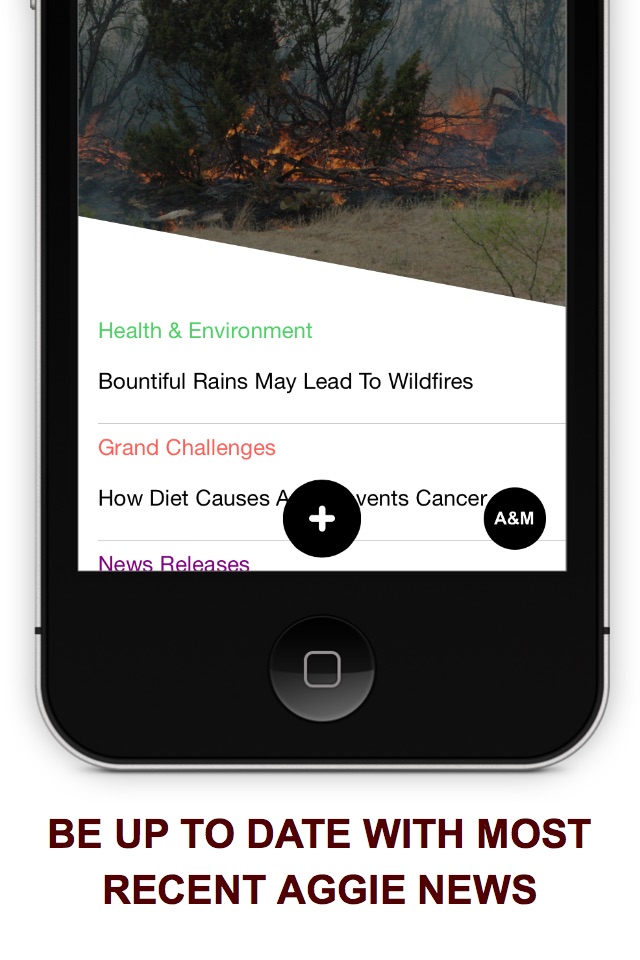 Health & Environment
Bountiful Rains May Lead To Wildfires
Grand Challenges
How Diet Causes A vents Cancer
A&M
News Releases
BE UP TO DATE WITH MOST
RECENT AGGIE NEWS